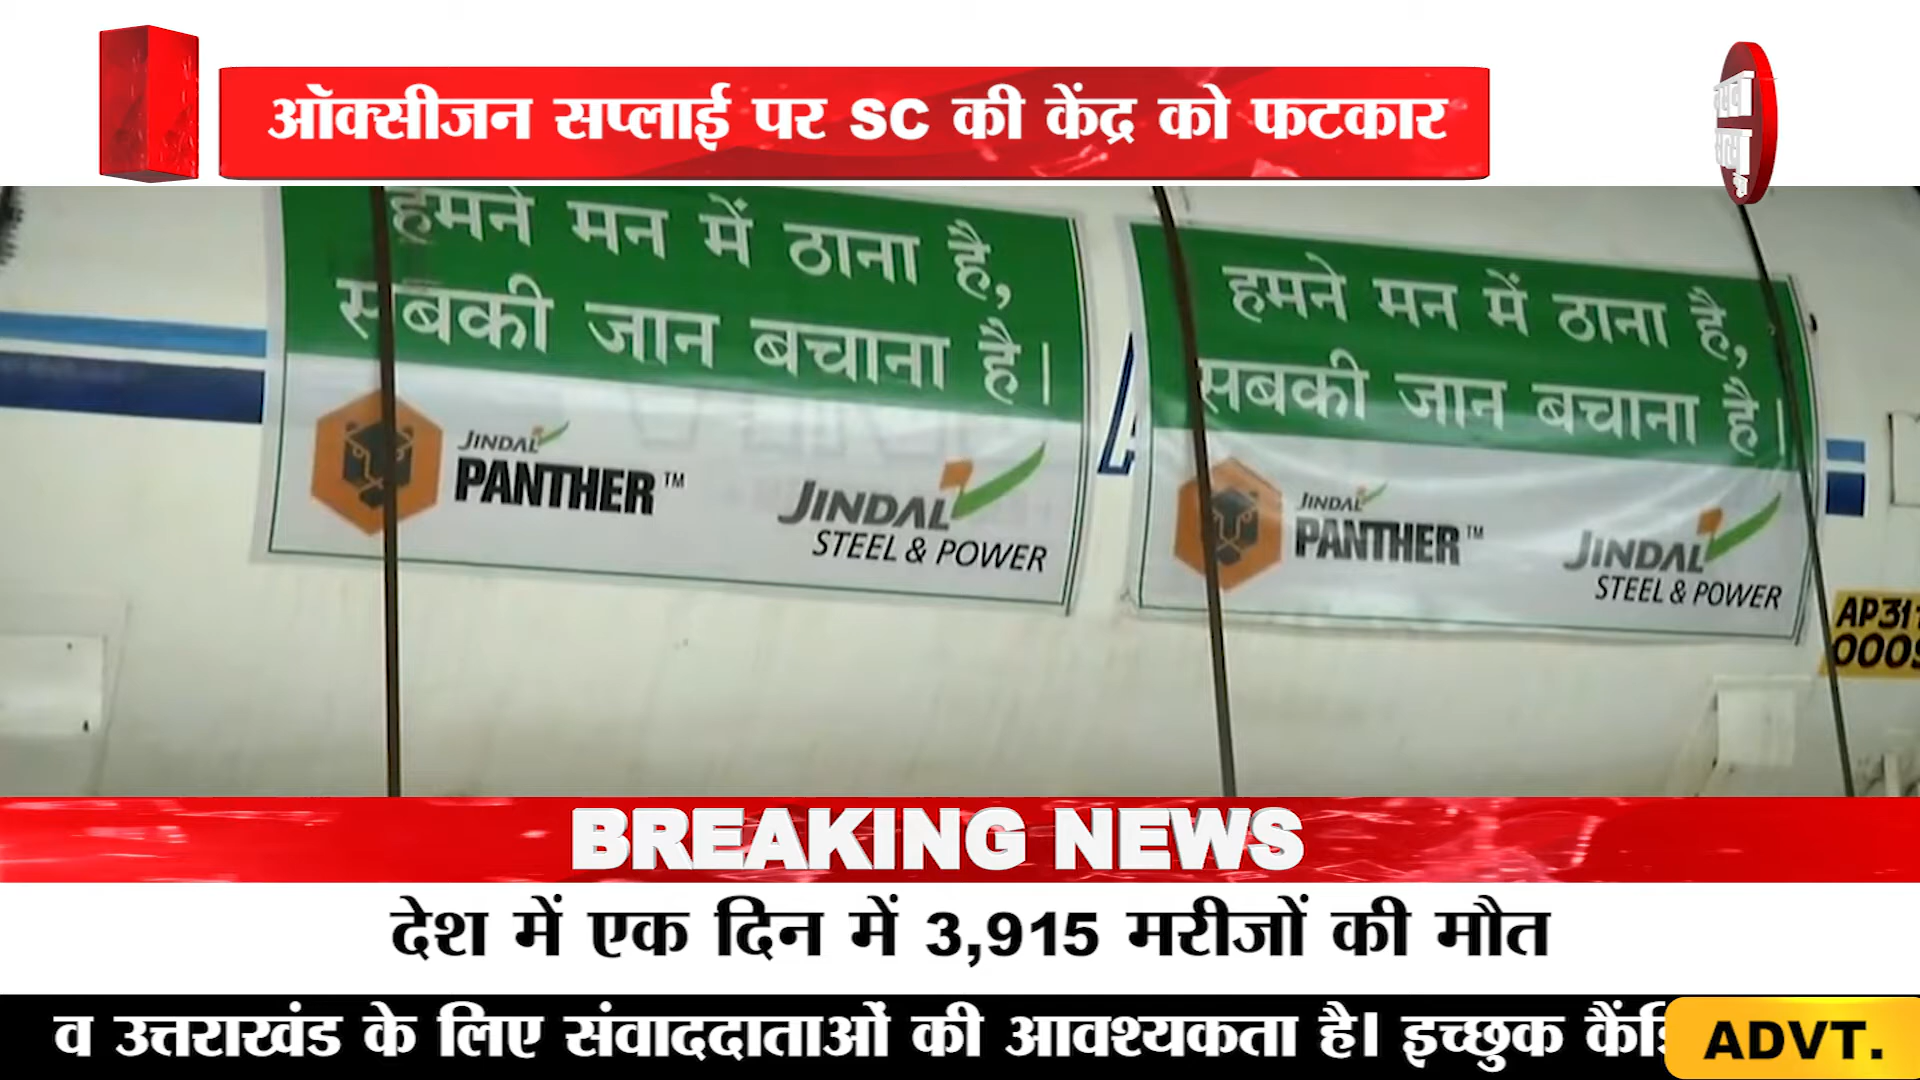 ऑक्सीजन सप्लाई पर SC की केंद्र को फटकार
हमने मन में ठाना है,
सबकी जान बचाना है।
JINDAL
PANTHER™
JINDAL
STEEL & POWER
हमने मन में ठाना है,
सबकी जान बचाना है।
JINDAL
PANTHER™
JINDAL
STEEL & POWER
BREAKING NEWS
देश में एक दिन में 3,915 मरीजों की मौत
व उत्तराखंड के लिए संवाददाताओं की आवश्यकता है। इच्छुक
ADVT.